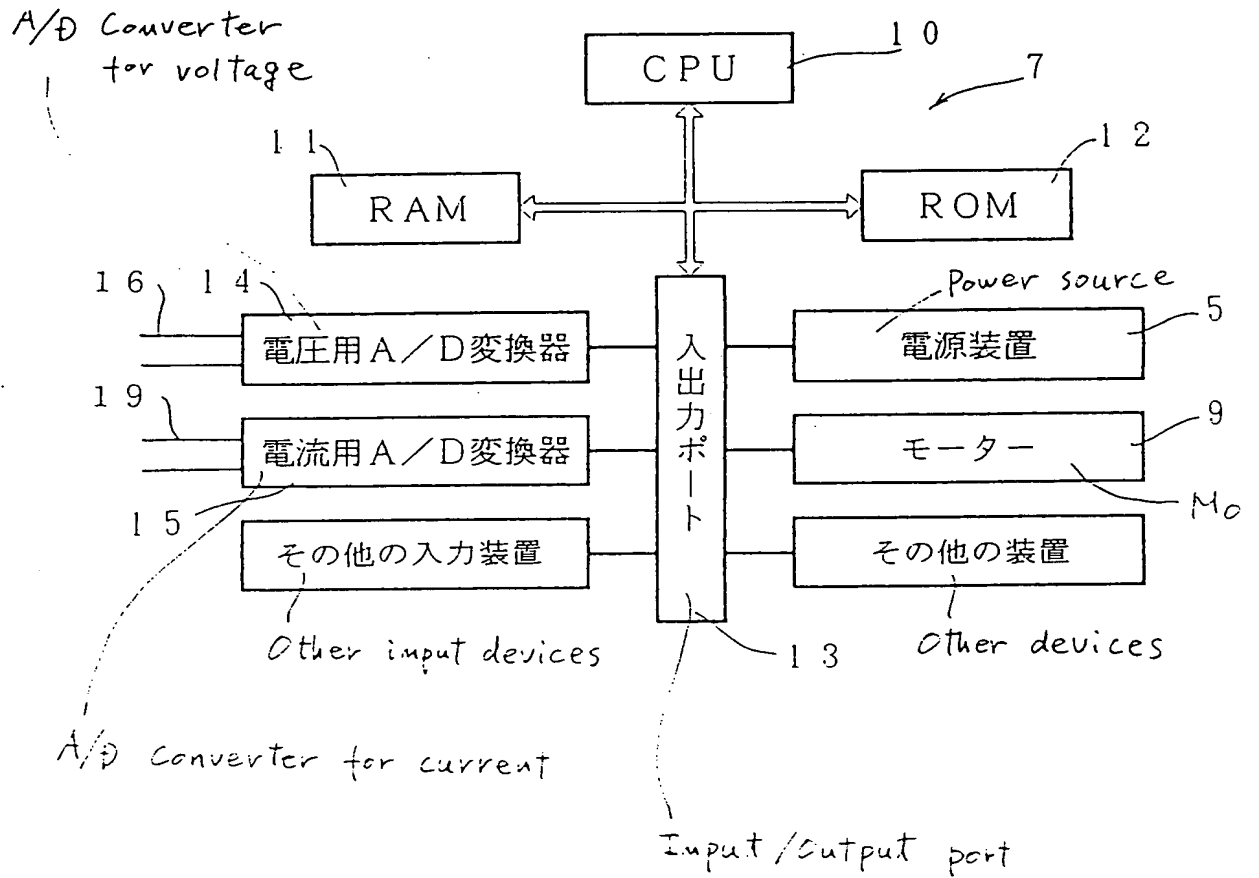 A/D Converter
for voltage
１０
CPU
７
１１
RAM
１２
ROM
１６
１４
電圧用A／D変換器
入出力ポート
Power source
電源装置
５
１９
電流用A／D変換器
１５
モーター
９
Mo
その他の入力装置
その他の装置
Other input devices
１３
Other devices
A/D Converter for current
Input/Output port